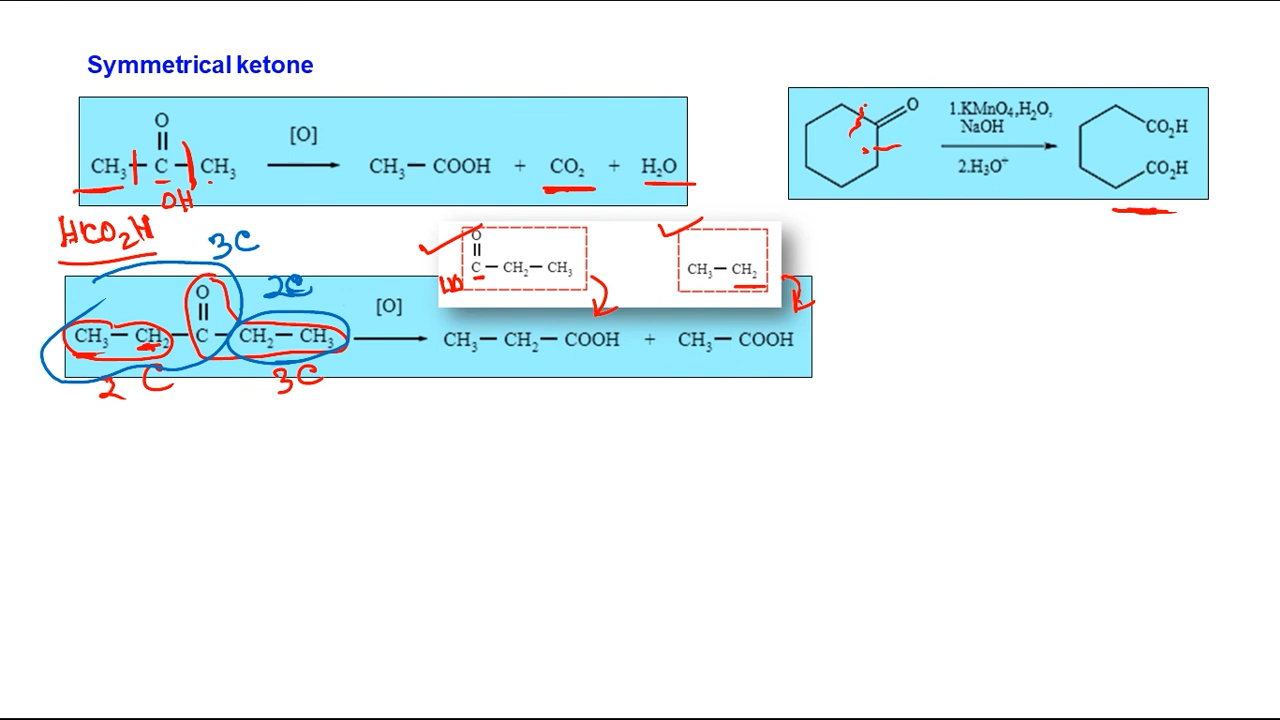 Symmetrical ketone
O
CH₃ — C — CH₃ [O] CH₃ — COOH + CO₂ + H₂O
OH
HCO₂H
O 1.KMnO₄,H₂O, NaOH CO₂H
2.H₃O⁺ CO₂H
3C
2C
O
HO C — CH₂ — CH₃ CH₃ — CH₂
O
CH₃ — CH₂ — C — CH₂ — CH₃ [O] CH₃ — CH₂ — COOH + CH₃ — COOH
2 C 3C